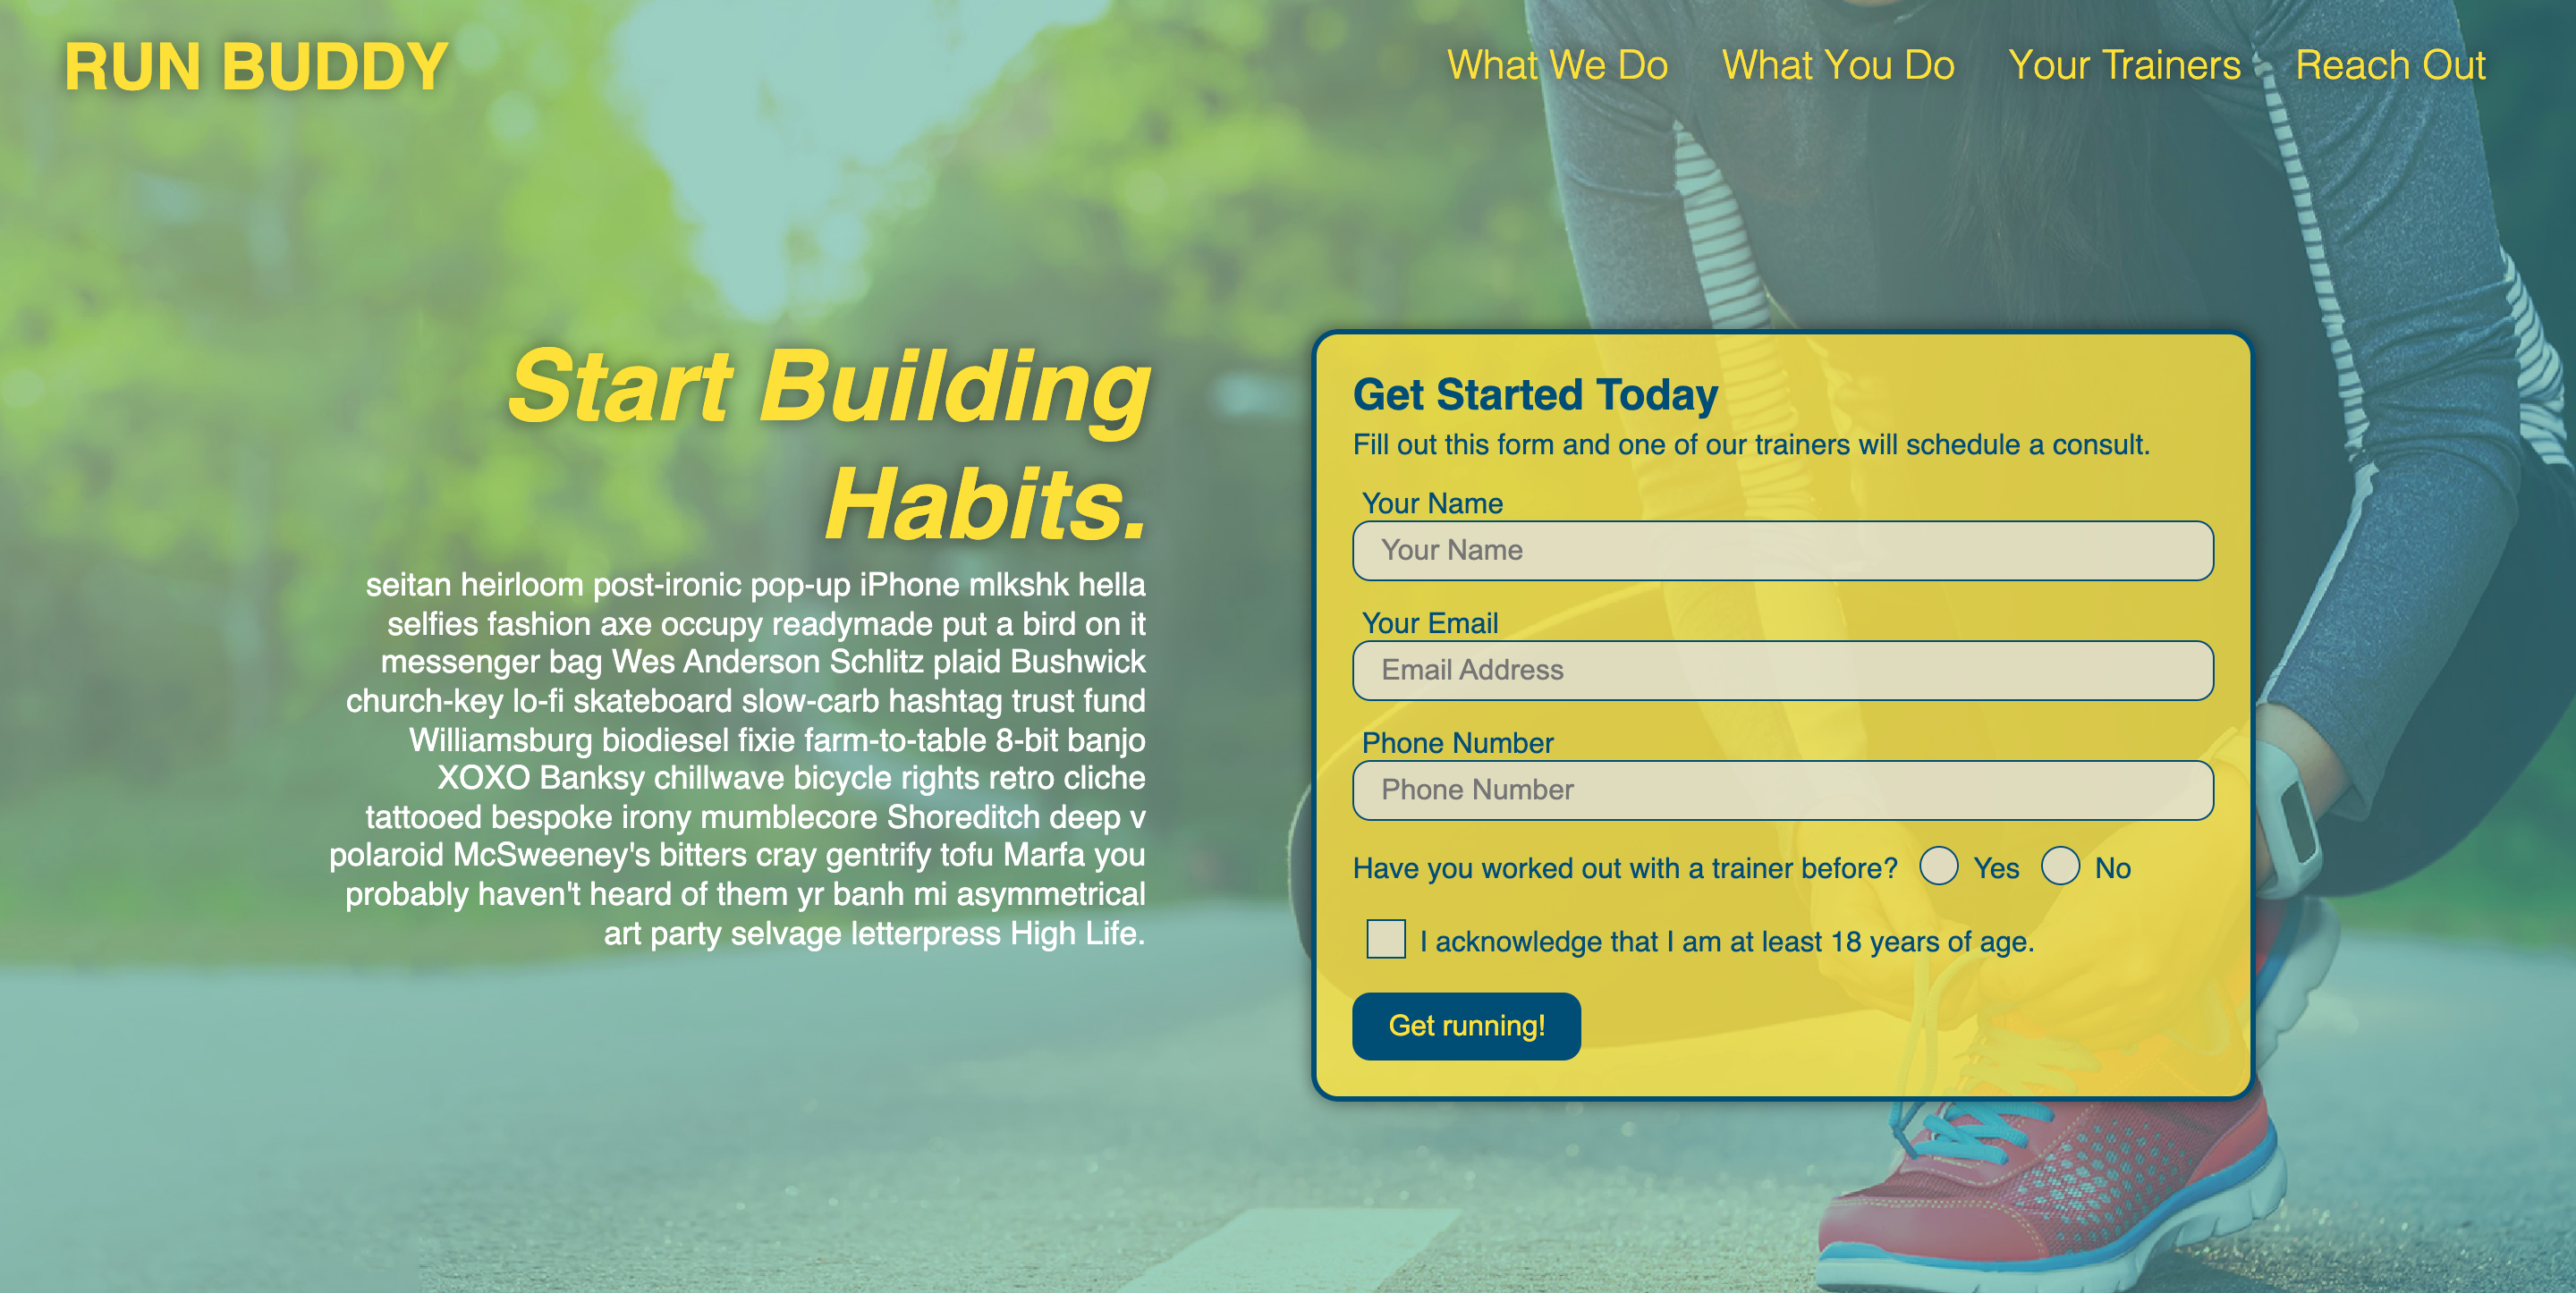 RUN BUDDY
What We Do What You Do Your Trainers Reach Out
Start Building
Habits.
seitan heirloom post-ironic pop-up iPhone mlkshk hella
selfies fashion axe occupy readymade put a bird on it
messenger bag Wes Anderson Schlitz plaid Bushwick
church-key lo-fi skateboard slow-carb hashtag trust fund
Williamsburg biodiesel fixie farm-to-table 8-bit banjo
XOXO Banksy chillwave bicycle rights retro cliche
tattooed bespoke irony mumblecore Shoreditch deep v
polaroid McSweeney's bitters cray gentrify tofu Marfa you
probably haven't heard of them yr banh mi asymmetrical
art party selvage letterpress High Life.
Get Started Today
Fill out this form and one of our trainers will schedule a consult.
Your Name
Your Name
Your Email
Email Address
Phone Number
Phone Number
Have you worked out with a trainer before? Yes No
I acknowledge that I am at least 18 years of age.
Get running!